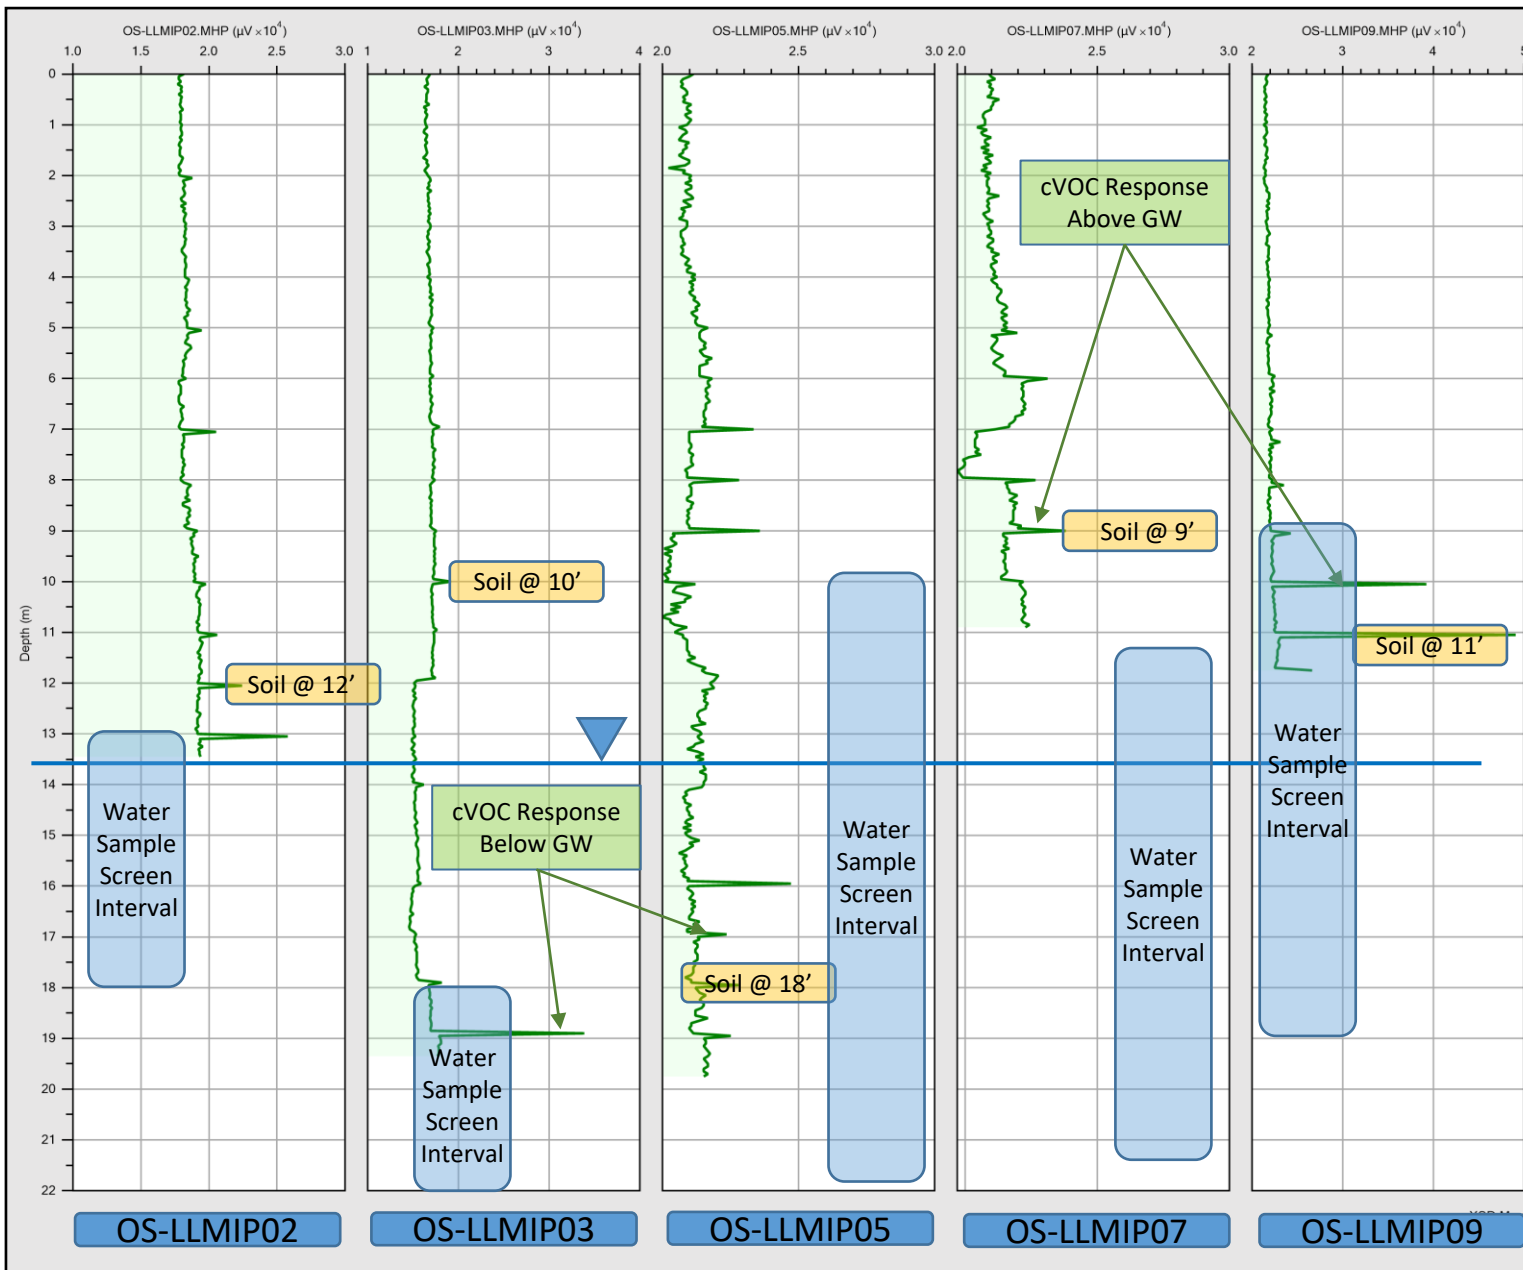 OS-LLMIP02.MHP (µV ×10⁴) OS-LLMIP03.MHP (µV ×10⁴) OS-LLMIP05.MHP (µV ×10⁴) OS-LLMIP07.MHP (µV ×10⁴) OS-LLMIP09.MHP (µV ×10⁴)
1.0 1.5 2.0 2.5 3.0 1 2 3 4 2.0 2.5 3.0 2.0 2.5 3.0 2 3 4 5
0
1
2
3
4
5
6
7
8
9
10
11
12
13
14
15
16
17
18
19
20
21
22
Depth (m)
cVOC Response
Above GW
Soil @ 9’
Soil @ 10’
Soil @ 11’
Soil @ 12’
cVOC Response
Below GW
Soil @ 18’
Water
Sample
Screen
Interval
Water
Sample
Screen
Interval
Water
Sample
Screen
Interval
Water
Sample
Screen
Interval
Water
Sample
Screen
Interval
OS-LLMIP02 OS-LLMIP03 OS-LLMIP05 OS-LLMIP07 OS-LLMIP09